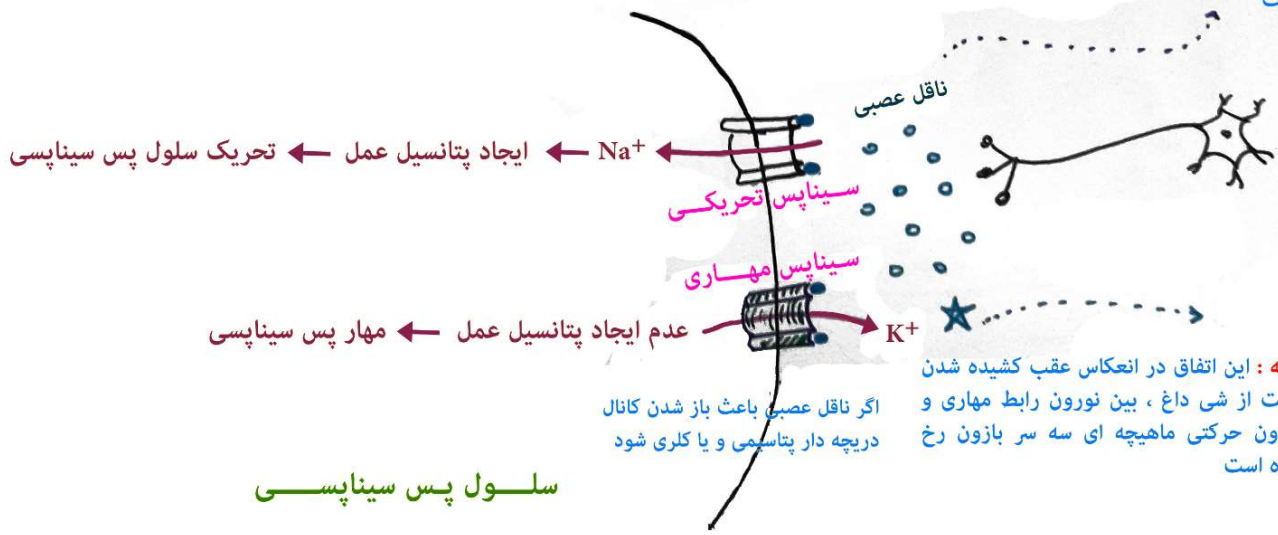 ناقل عصبی
Na⁺ ← ایجاد پتانسیل عمل ← تحریک سلول پس سیناپسی
سیناپس تحریکی
سیناپس مهاری
K⁺
عدم ایجاد پتانسیل عمل ← مهار پس سیناپسی
اگر ناقل عصبی باعث باز شدن کانال
دریچه دار پتاسیمی و یا کلری شود
ه : این اتفاق در انعکاس عقب کشیده شدن
ت از شی داغ ، بین نورون رابط مهاری و
ون حرکتی ماهیچه ای سه سر بازون رخ
ه است
سلول پس سیناپسی